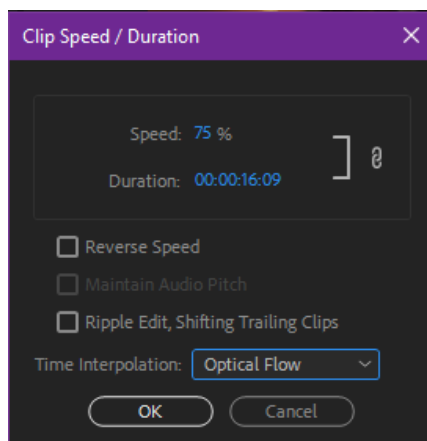 Clip Speed / Duration
Speed: 75 %
Duration: 00:00:16:09
Reverse Speed
Maintain Audio Pitch
Ripple Edit, Shifting Trailing Clips
Time Interpolation: Optical Flow
OK Cancel